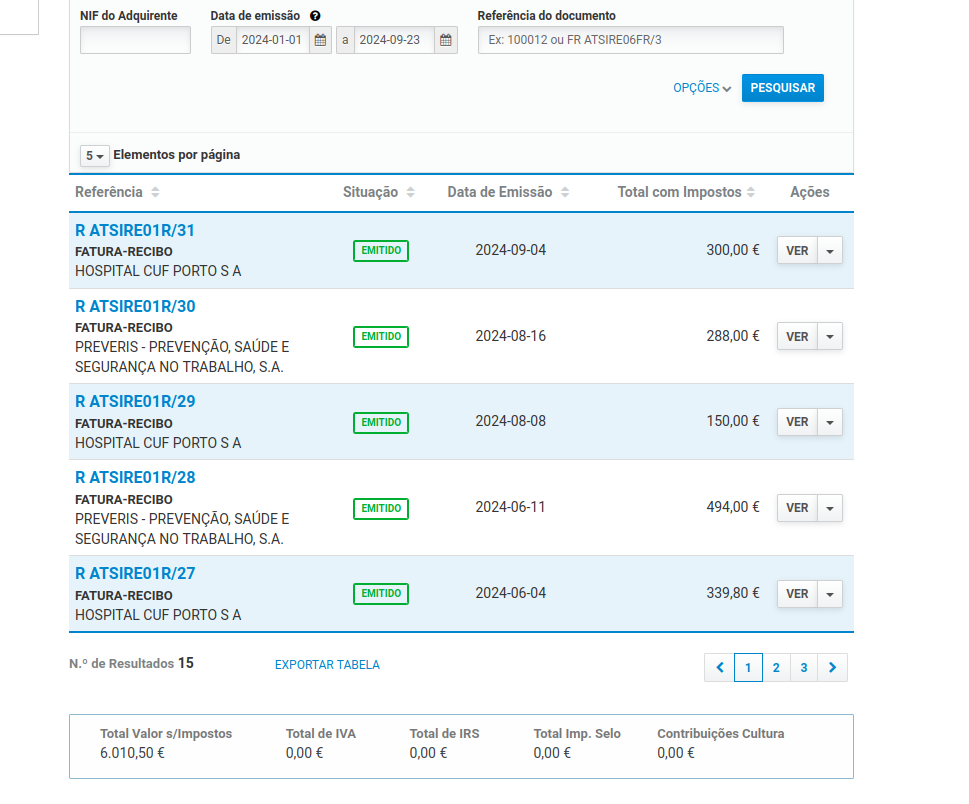 NIF do Adquirente
Data de emissão ?
Referência do documento
De 2024-01-01 a 2024-09-23
Ex: 100012 ou FR ATSIRE06FR/3
OPÇÕES
PESQUISAR
5 Elementos por página
Referência Situação Data de Emissão Total com Impostos Ações
R ATSIRE01R/31
FATURA-RECIBO
HOSPITAL CUF PORTO S A
EMITIDO 2024-09-04 300,00 € VER
R ATSIRE01R/30
FATURA-RECIBO
PREVERIS - PREVENÇÃO, SAÚDE E
SEGURANÇA NO TRABALHO, S.A.
EMITIDO 2024-08-16 288,00 € VER
R ATSIRE01R/29
FATURA-RECIBO
HOSPITAL CUF PORTO S A
EMITIDO 2024-08-08 150,00 € VER
R ATSIRE01R/28
FATURA-RECIBO
PREVERIS - PREVENÇÃO, SAÚDE E
SEGURANÇA NO TRABALHO, S.A.
EMITIDO 2024-06-11 494,00 € VER
R ATSIRE01R/27
FATURA-RECIBO
HOSPITAL CUF PORTO S A
EMITIDO 2024-06-04 339,80 € VER
N.º de Resultados 15
EXPORTAR TABELA
1 2 3
Total Valor s/Impostos Total de IVA Total de IRS Total Imp. Selo Contribuições Cultura
6.010,50 € 0,00 € 0,00 € 0,00 € 0,00 €